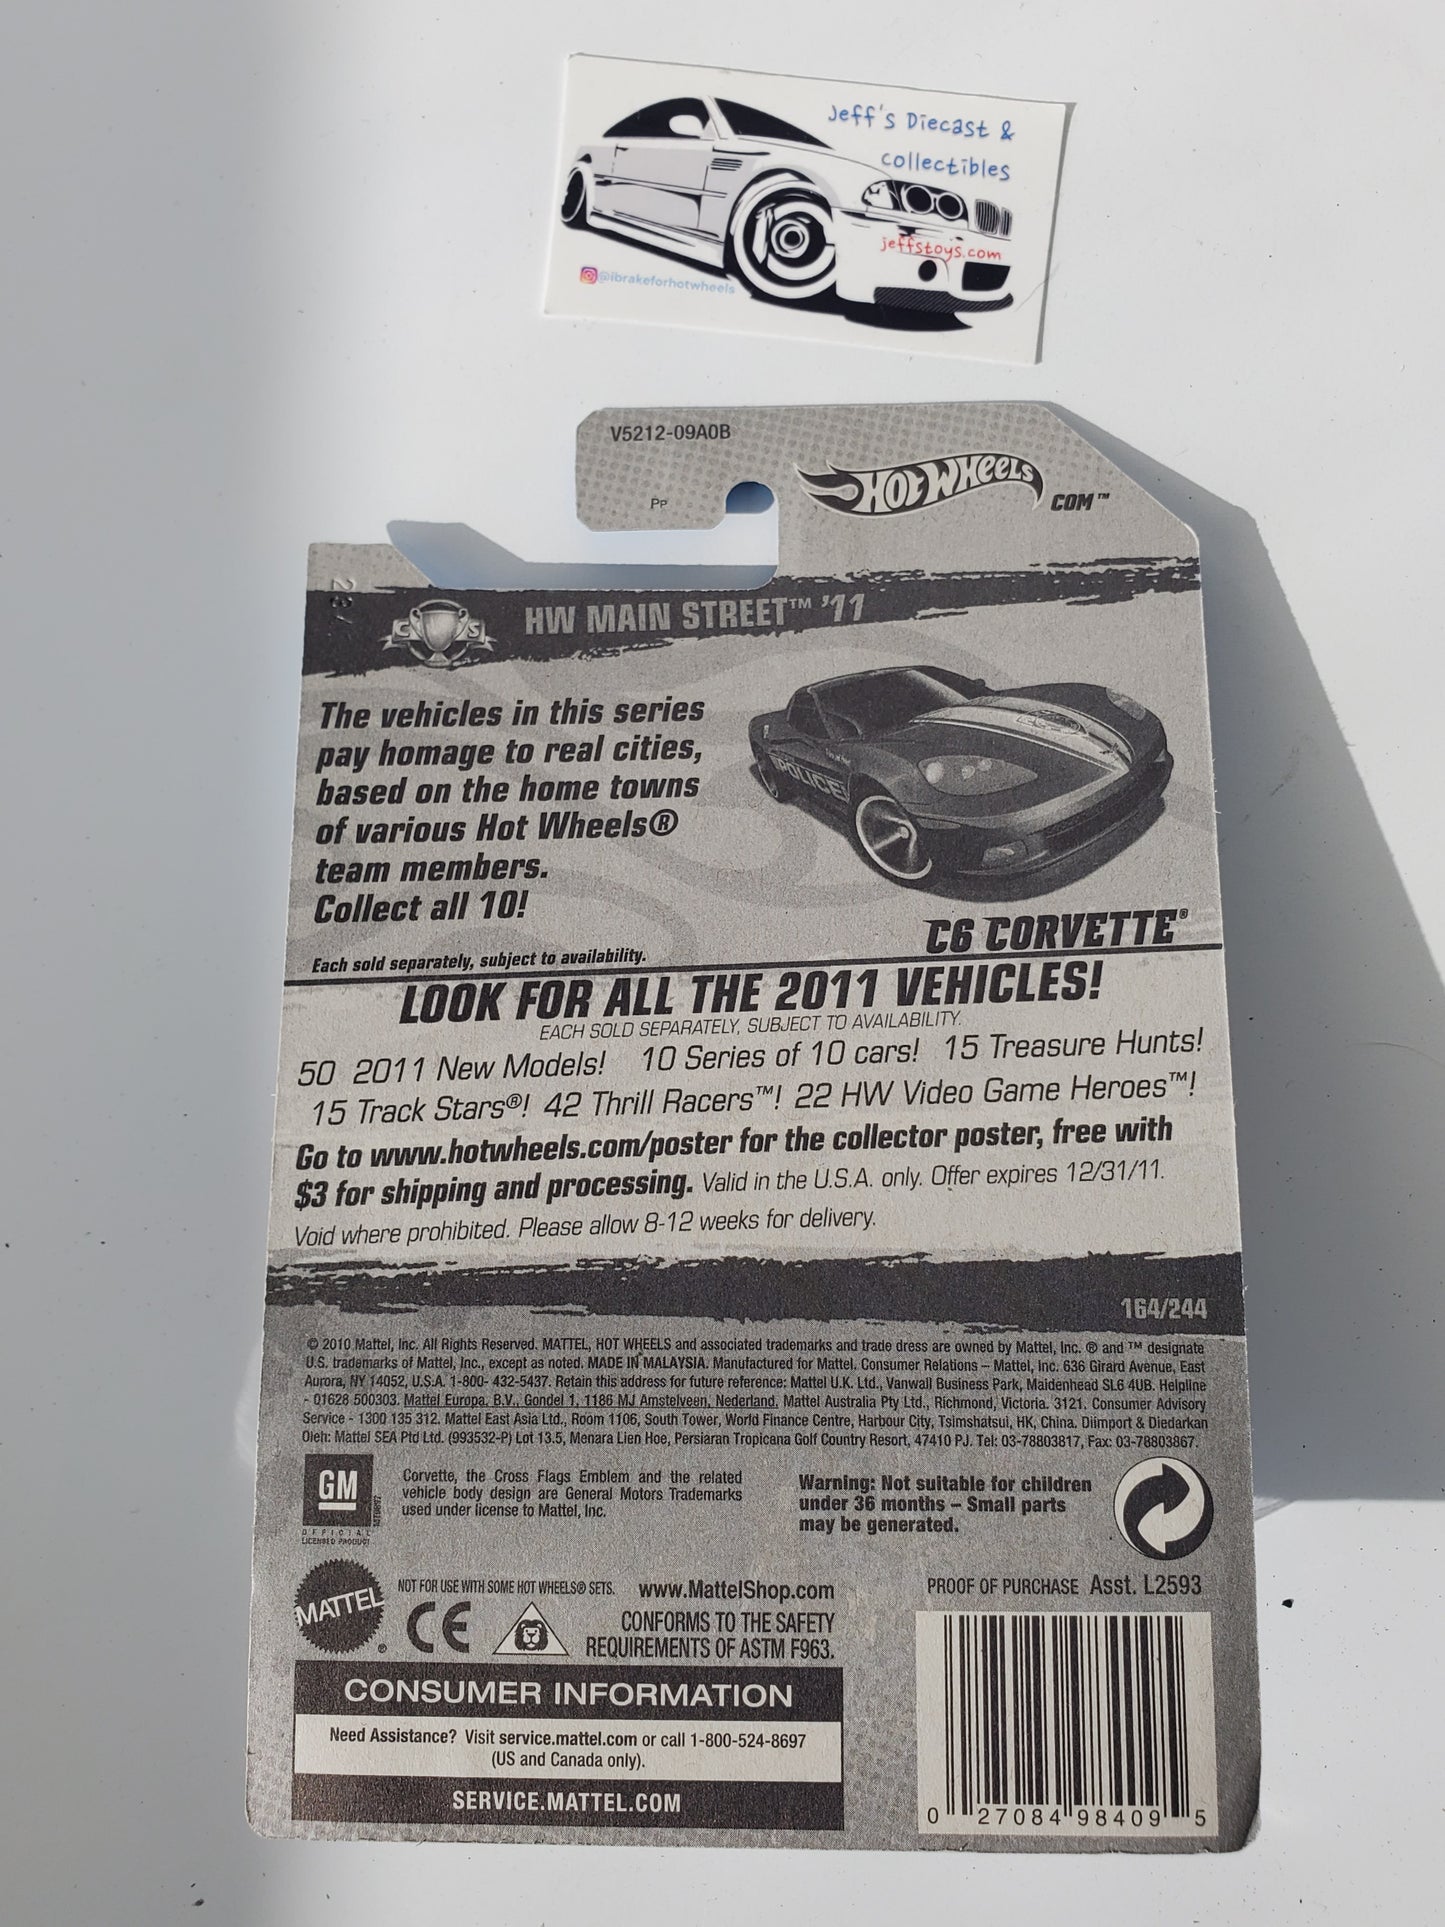 Jeff's Diecast &
collectibles
jeffstoys.com
@ibrakeforhotwheels
V5212-09A0B
PP
HOT WHEELS
COM™
HW MAIN STREET™ '11
C S
The vehicles in this series
pay homage to real cities,
based on the home towns
of various Hot Wheels®
team members.
Collect all 10!
POLICE
C6 CORVETTE®
Each sold separately, subject to availability.
LOOK FOR ALL THE 2011 VEHICLES!
EACH SOLD SEPARATELY, SUBJECT TO AVAILABILITY.
50 2011 New Models! 10 Series of 10 cars! 15 Treasure Hunts!
15 Track Stars®! 42 Thrill Racers™! 22 HW Video Game Heroes™!
Go to www.hotwheels.com/poster for the collector poster, free with
$3 for shipping and processing. Valid in the U.S.A. only. Offer expires 12/31/11.
Void where prohibited. Please allow 8-12 weeks for delivery.
164/244
© 2010 Mattel, Inc. All Rights Reserved. MATTEL, HOT WHEELS and associated trademarks and trade dress are owned by Mattel, Inc. ® and ™ designate
U.S. trademarks of Mattel, Inc., except as noted. MADE IN MALAYSIA. Manufactured for Mattel. Consumer Relations – Mattel, Inc. 636 Girard Avenue, East
Aurora, NY 14052, U.S.A. 1-800- 432-5437. Retain this address for future reference: Mattel U.K. Ltd., Vanwall Business Park, Maidenhead SL6 4UB. Helpline
- 01628 500303. Mattel Europa, B.V., Gondel 1, 1186 MJ Amstelveen, Nederland. Mattel Australia Pty Ltd., Richmond, Victoria. 3121. Consumer Advisory
Service - 1300 135 312. Mattel East Asia Ltd., Room 1106, South Tower, World Finance Centre, Harbour City, Tsimshatsui, HK, China. Diimport & Diedarkan
Oleh: Mattel SEA Ptd Ltd. (993532-P) Lot 13.5, Menara Lien Hoe, Persiaran Tropicana Golf Country Resort, 47410 PJ. Tel: 03-78803817, Fax: 03-78803867.
GM
OFFICIAL
LICENSED PRODUCT
Corvette, the Cross Flags Emblem and the related
vehicle body design are General Motors Trademarks
used under license to Mattel, Inc.
Warning: Not suitable for children
under 36 months – Small parts
may be generated.
MATTEL®
NOT FOR USE WITH SOME HOT WHEELS® SETS. www.MattelShop.com
CE
CONFORMS TO THE SAFETY
REQUIREMENTS OF ASTM F963.
PROOF OF PURCHASE Asst. L2593
CONSUMER INFORMATION
Need Assistance? Visit service.mattel.com or call 1-800-524-8697
(US and Canada only).
SERVICE.MATTEL.COM
0 27084 98409 5